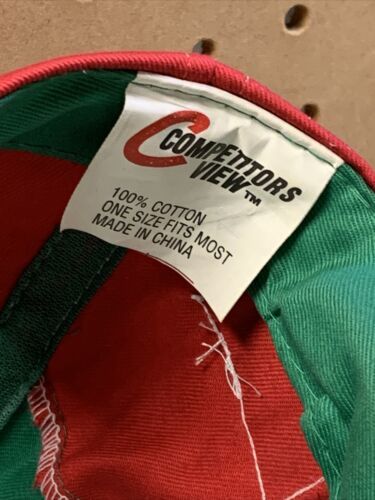 C COMPETITORS
VIEW™
100% COTTON
ONE SIZE FITS MOST
MADE IN CHINA